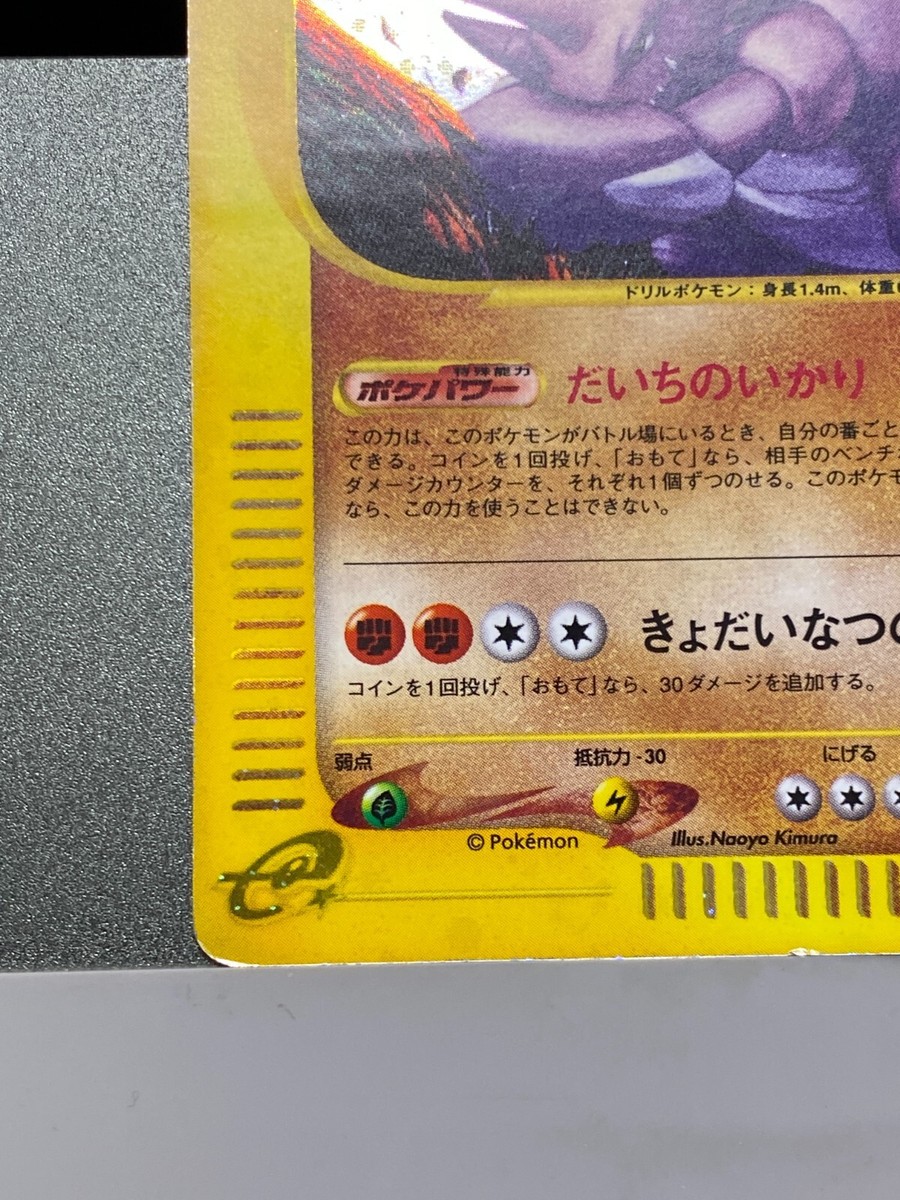 ドリルポケモン：身長1.4m、体重
特殊能力
ポケパワー だいちのいかり
この力は、このポケモンがバトル場にいるとき、自分の番ごと
できる。コインを1回投げ、「おもて」なら、相手のベンチ
ダメージカウンターを、それぞれ1個ずつのせる。このポケモ
なら、この力を使うことはできない。
きょだいなつの
コインを1回投げ、「おもて」なら、30ダメージを追加する。
弱点 抵抗力 -30 にげる
© Pokémon Illus.Naoyo Kimura
e